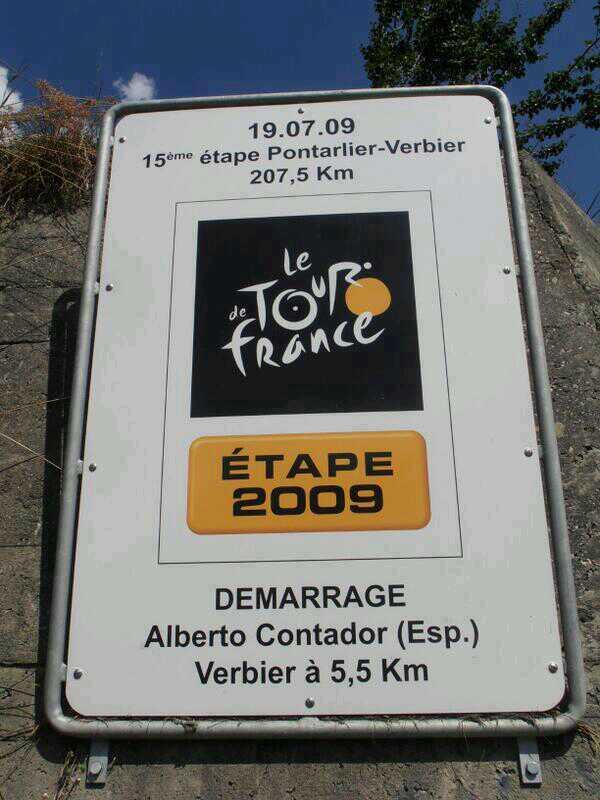 19.07.09
15ème étape Pontarlier-Verbier
207,5 Km
Le
de TOUR
france
ÉTAPE
2009
DEMARRAGE
Alberto Contador (Esp.)
Verbier à 5,5 Km